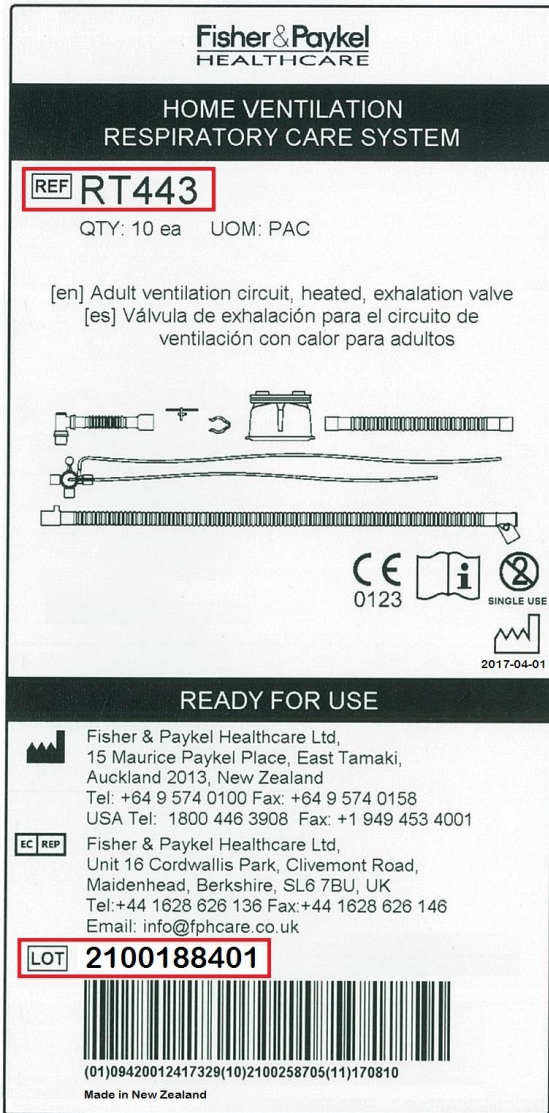 Fisher&Paykel
HEALTHCARE
HOME VENTILATION
RESPIRATORY CARE SYSTEM
REF RT443
QTY: 10 ea UOM: PAC
[en] Adult ventilation circuit, heated, exhalation valve
[es] Válvula de exhalación para el circuito de
ventilación con calor para adultos
CE
0123
i
2
SINGLE USE
2017-04-01
READY FOR USE
Fisher & Paykel Healthcare Ltd,
15 Maurice Paykel Place, East Tamaki,
Auckland 2013, New Zealand
Tel: +64 9 574 0100 Fax: +64 9 574 0158
USA Tel: 1800 446 3908 Fax: +1 949 453 4001
EC REP Fisher & Paykel Healthcare Ltd,
Unit 16 Cordwallis Park, Clivemont Road,
Maidenhead, Berkshire, SL6 7BU, UK
Tel:+44 1628 626 136 Fax:+44 1628 626 146
Email: info@fphcare.co.uk
LOT 2100188401
(01)09420012417329(10)2100258705(11)170810
Made in New Zealand